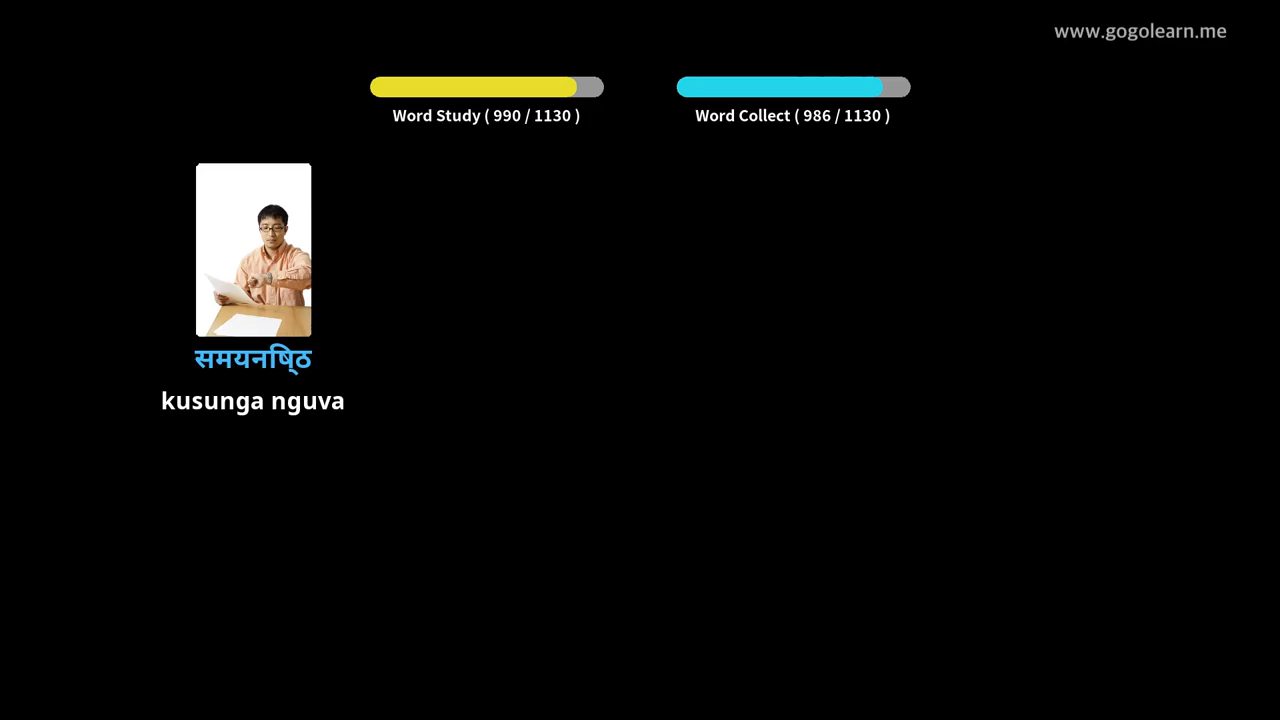 www.gogolearn.me
Word Study ( 990 / 1130 )
Word Collect ( 986 / 1130 )
समयनिष्ठ
kusunga nguva